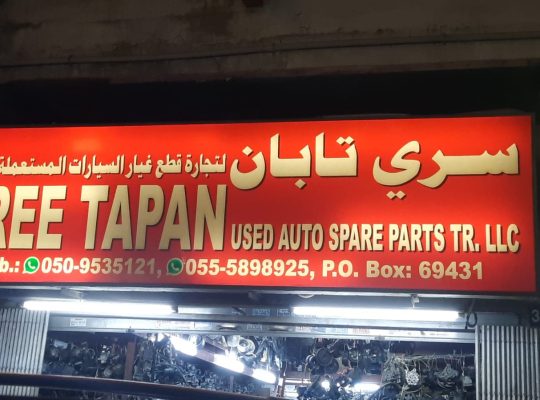 سري تابان لتجارة قطع غيار السيارات المستعملة
REE TAPAN USED AUTO SPARE PARTS TR. LLC
b.: 050-9535121, 055-5898925, P.O. Box: 69431